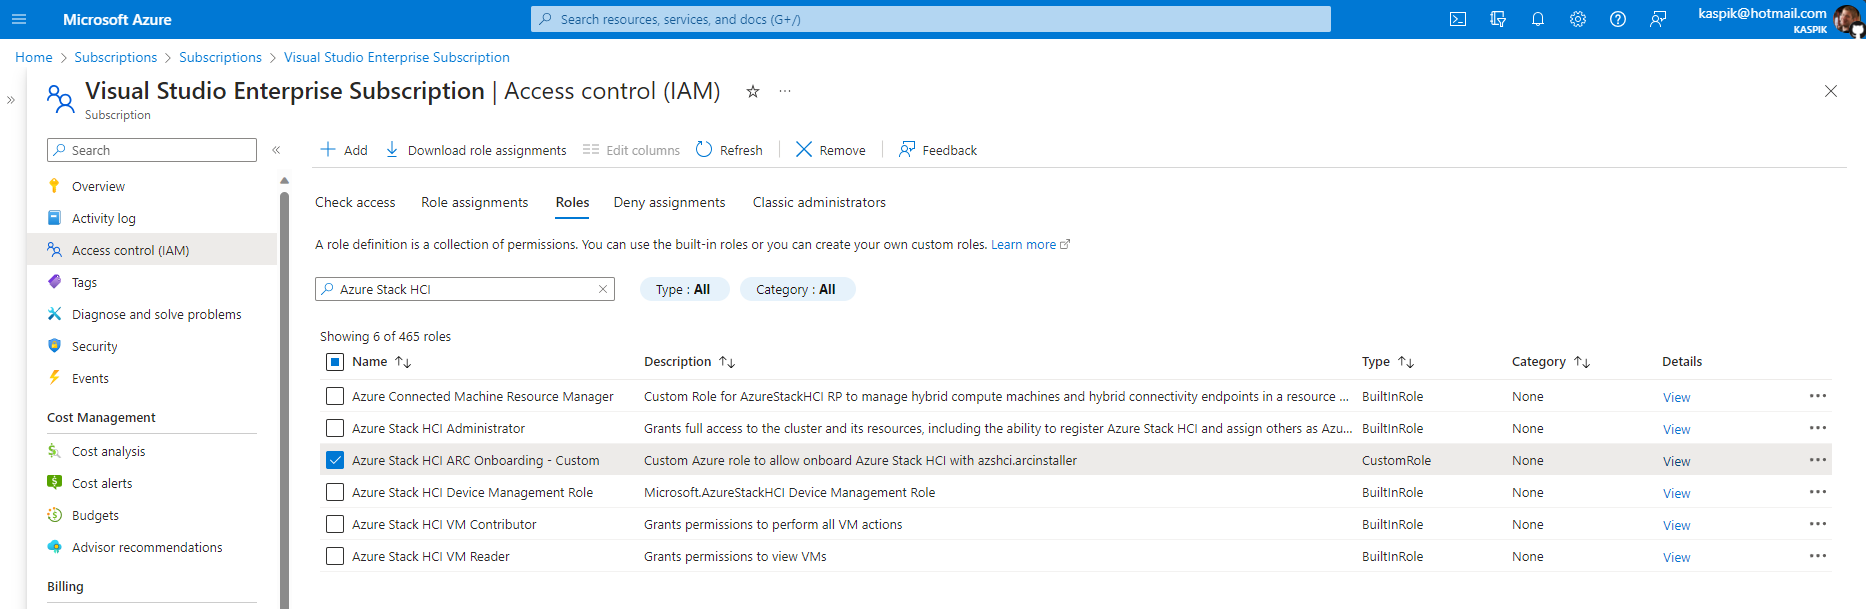 Microsoft Azure
Search resources, services, and docs (G+/)
kaspik@hotmail.com
KASPIK
Home > Subscriptions > Subscriptions > Visual Studio Enterprise Subscription
Visual Studio Enterprise Subscription | Access control (IAM)
Subscription
Search
Overview
Activity log
Access control (IAM)
Tags
Diagnose and solve problems
Security
Events
Cost Management
Cost analysis
Cost alerts
Budgets
Advisor recommendations
Billing
Add Download role assignments Edit columns Refresh Remove Feedback
Check access Role assignments Roles Deny assignments Classic administrators
A role definition is a collection of permissions. You can use the built-in roles or you can create your own custom roles. Learn more
Azure Stack HCI Type : All Category : All
Showing 6 of 465 roles
Name Description Type Category Details
Azure Connected Machine Resource Manager Custom Role for AzureStackHCI RP to manage hybrid compute machines and hybrid connectivity endpoints in a resource ... BuiltInRole None View
Azure Stack HCI Administrator Grants full access to the cluster and its resources, including the ability to register Azure Stack HCI and assign others as Azu... BuiltInRole None View
Azure Stack HCI ARC Onboarding - Custom Custom Azure role to allow onboard Azure Stack HCI with azshci.arcinstaller CustomRole None View
Azure Stack HCI Device Management Role Microsoft.AzureStackHCI Device Management Role BuiltInRole None View
Azure Stack HCI VM Contributor Grants permissions to perform all VM actions BuiltInRole None View
Azure Stack HCI VM Reader Grants permissions to view VMs BuiltInRole None View